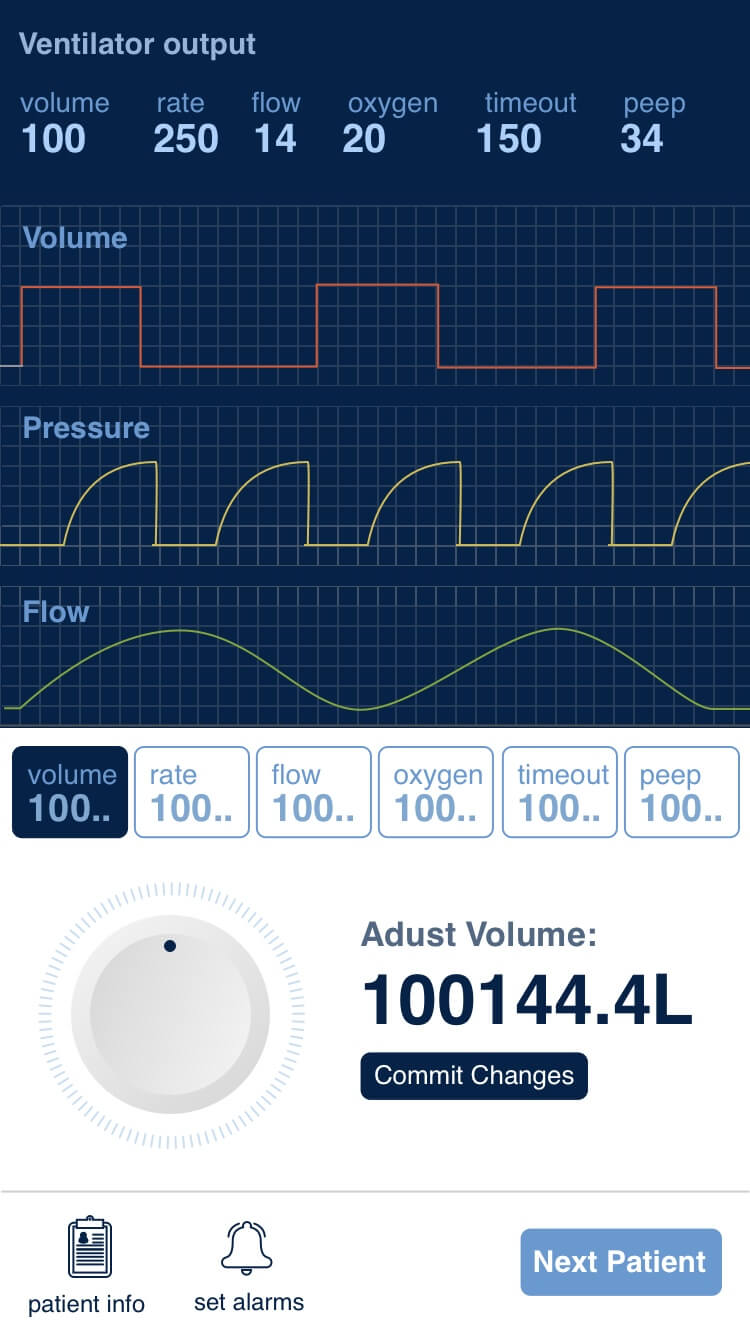 Ventilator output
volume rate flow oxygen timeout peep
100 250 14 20 150 34
Volume
Pressure
Flow
volume rate flow oxygen timeout peep
100.. 100.. 100.. 100.. 100.. 100..
Adust Volume:
100144.4L
Commit Changes
patient info set alarms Next Patient